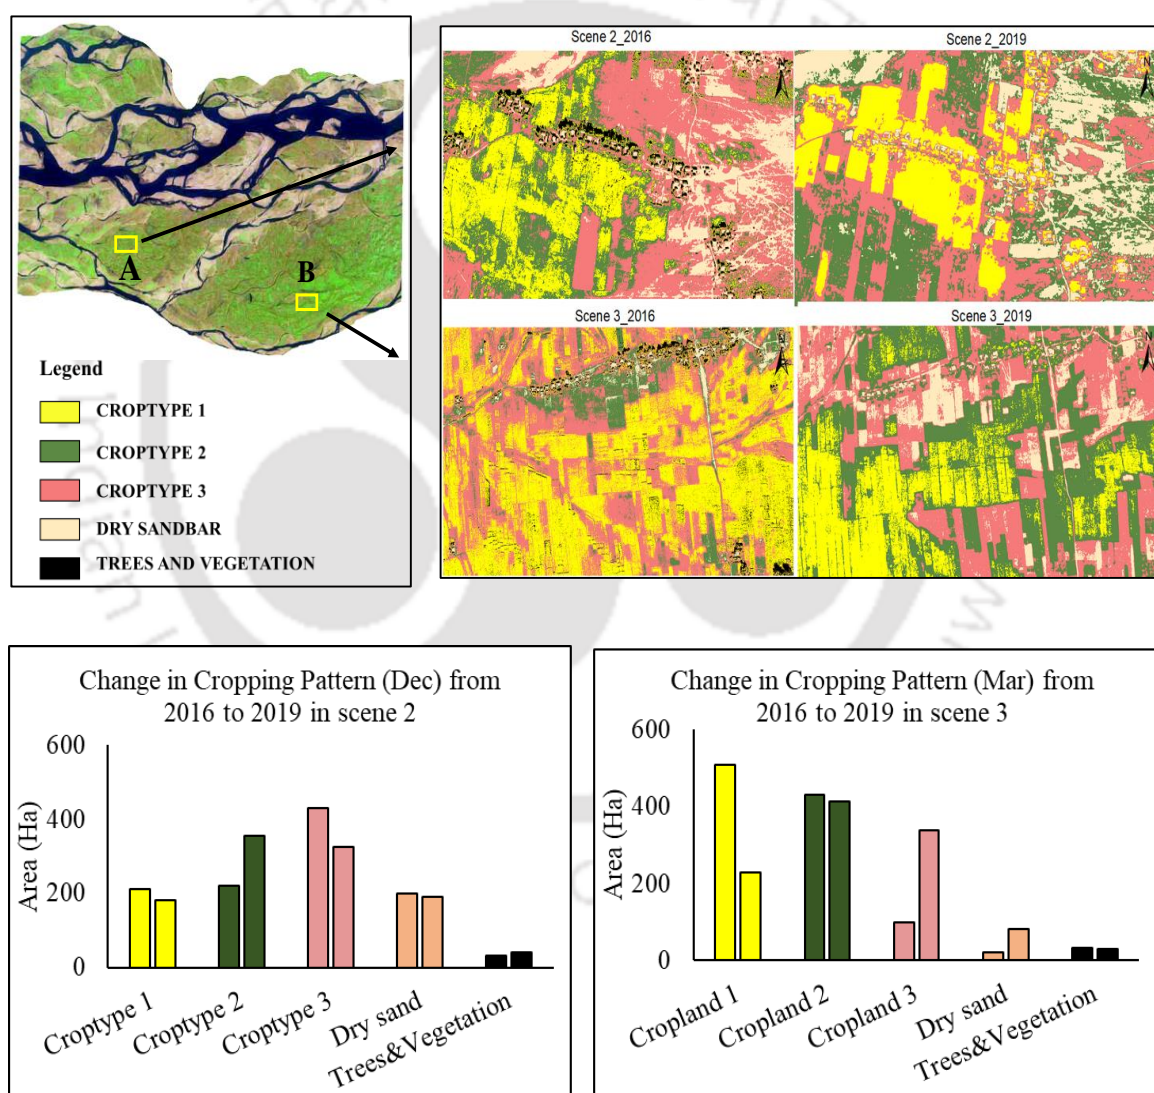 A
B
Legend
CROPTYPE 1
CROPTYPE 2
CROPTYPE 3
DRY SANDBAR
TREES AND VEGETATION
Scene 2_2016
Scene 2_2019
N
N
Scene 3_2016
Scene 3_2019
N
N
Change in Cropping Pattern (Dec) from
2016 to 2019 in scene 2
Area (Ha)
600
400
200
0
Croptype 1
Croptype 2
Croptype 3
Dry sand
Trees&Vegetation
Change in Cropping Pattern (Mar) from
2016 to 2019 in scene 3
Area (Ha)
600
400
200
0
Cropland 1
Cropland 2
Cropland 3
Dry sand
Trees&Vegetation